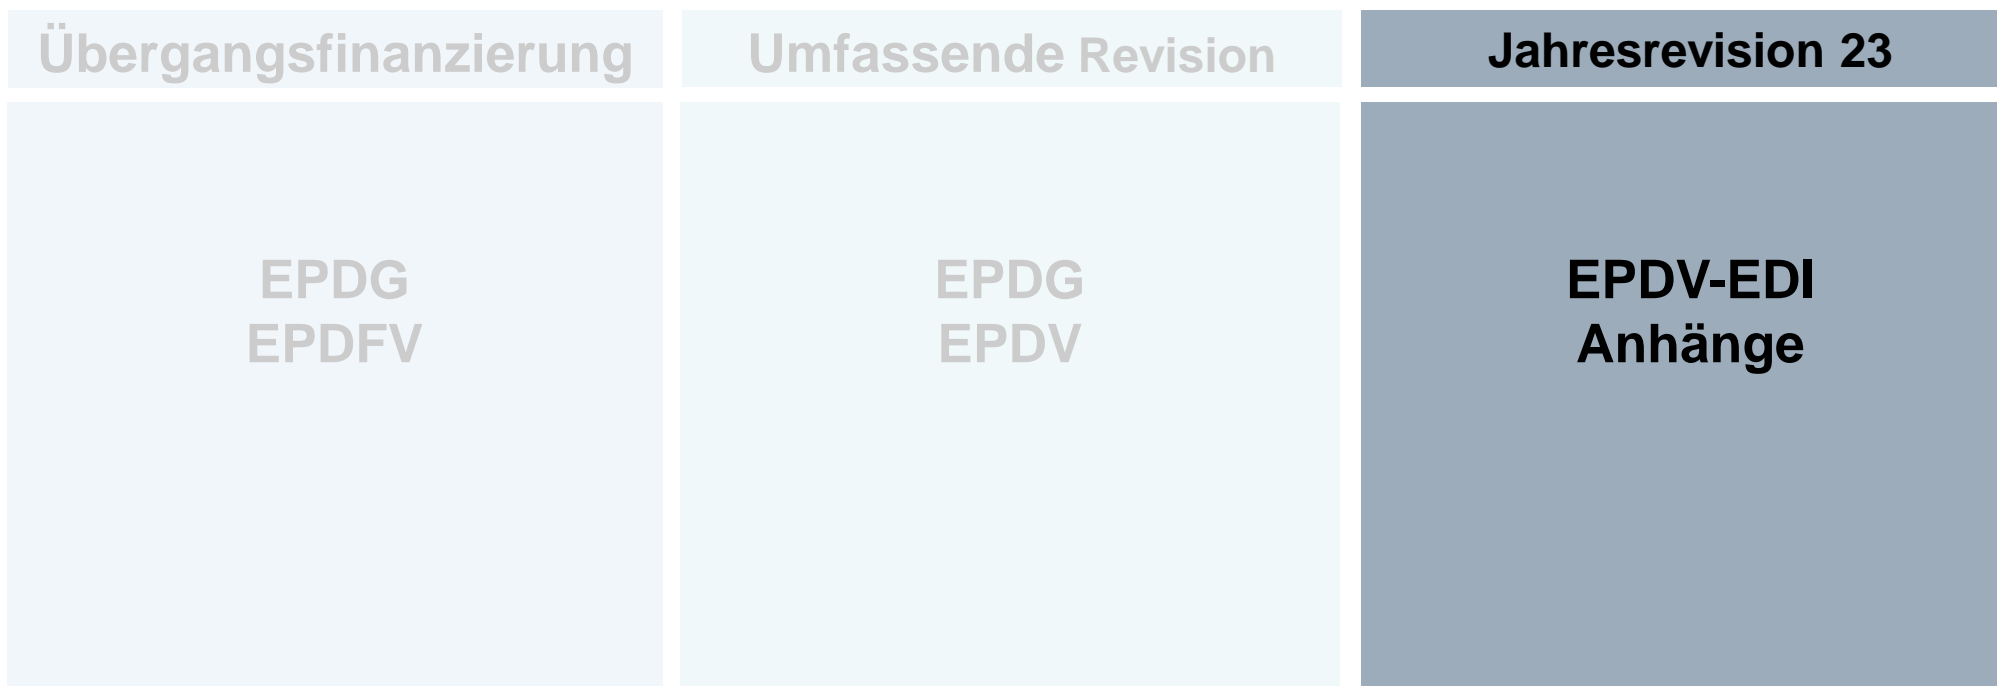 Übergangsfinanzierung
Umfassende Revision
Jahresrevision 23
EPDG
EPDFV
EPDG
EPDV
EPDV-EDI
Anhänge